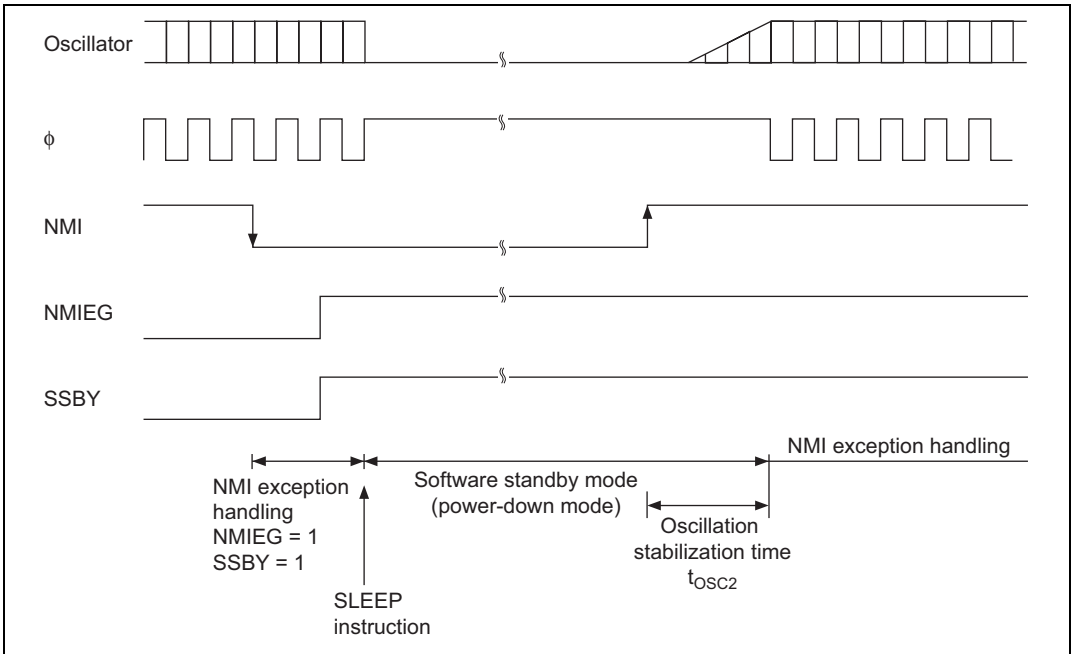 Oscillator
ϕ
NMI
NMIEG
SSBY
NMI exception handling
NMI exception
handling
NMIEG = 1
SSBY = 1
Software standby mode
(power-down mode)
Oscillation
stabilization time
tOSC2
SLEEP
instruction